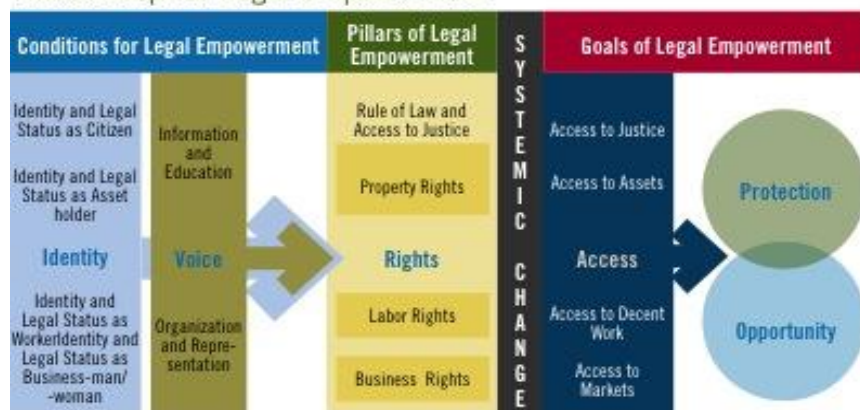 Conditions for Legal Empowerment
Pillars of Legal
Empowerment
SYSTEMIC CHANGE
Goals of Legal Empowerment
Identity and Legal
Status as Citizen
Identity and Legal
Status as Asset
holder
Identity
Identity and
Legal Status as
WorkerIdentity and
Legal Status as
Business-man/
-woman
Information
and
Education
Voice
Organization
and Repre-
sentation
Rule of Law and
Access to Justice
Property Rights
Rights
Labor Rights
Business Rights
Access to Justice
Access to Assets
Access
Access to Decent
Work
Access to
Markets
Protection
Opportunity